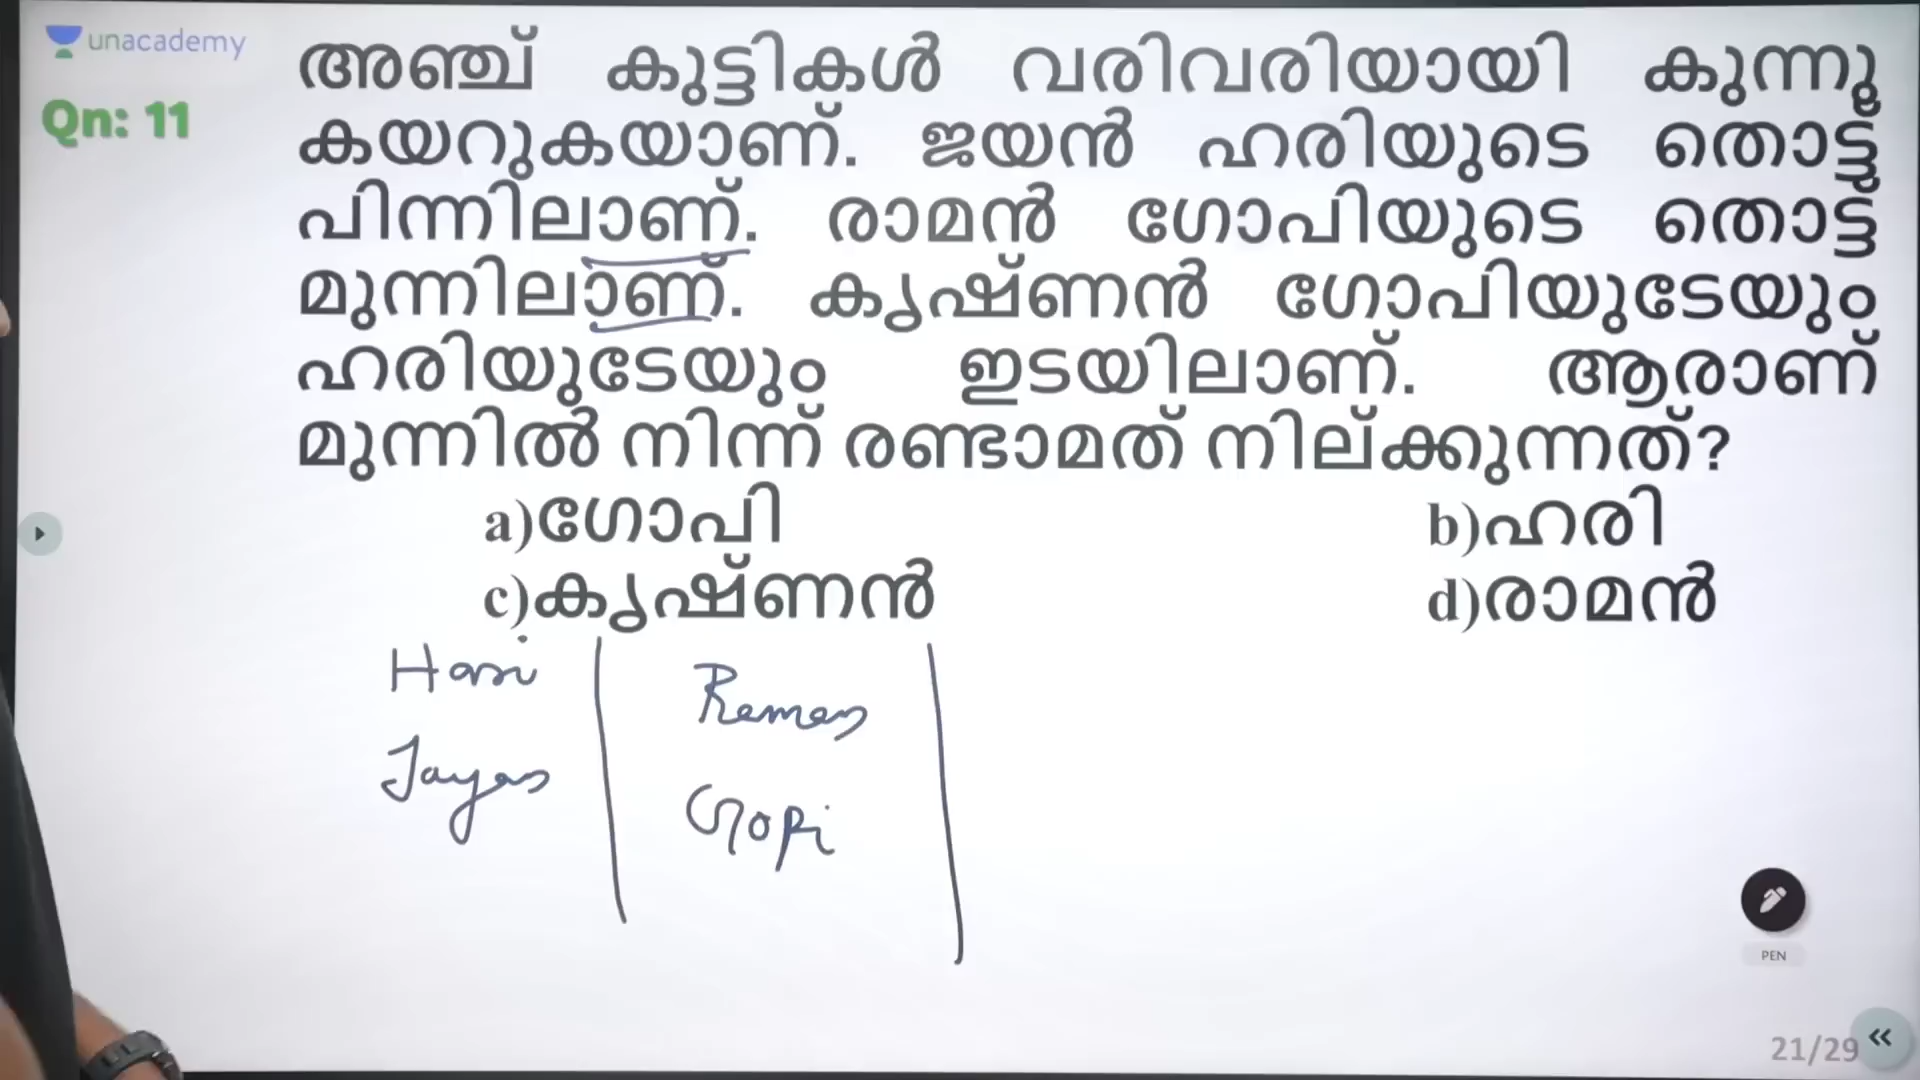 unacademy
Qn: 11
അഞ്ച് കുട്ടികൾ വരിവരിയായി കുന്നൂ
കയറുകയാണ്. ജയൻ ഹരിയുടെ തൊട്ടു
പിന്നിലാണ്. രാമൻ ഗോപിയുടെ തൊട്ടു
മുന്നിലാണ്. കൃഷ്ണൻ ഗോപിയുടേയും
ഹരിയുടേയും ഇടയിലാണ്. ആരാണ്
മുന്നിൽ നിന്ന് രണ്ടാമത് നില്ക്കുന്നത്?
a)ഗോപി b)ഹരി
c)കൃഷ്ണൻ d)രാമൻ
Hari Raman
Jayan Gopi
PEN
21/29